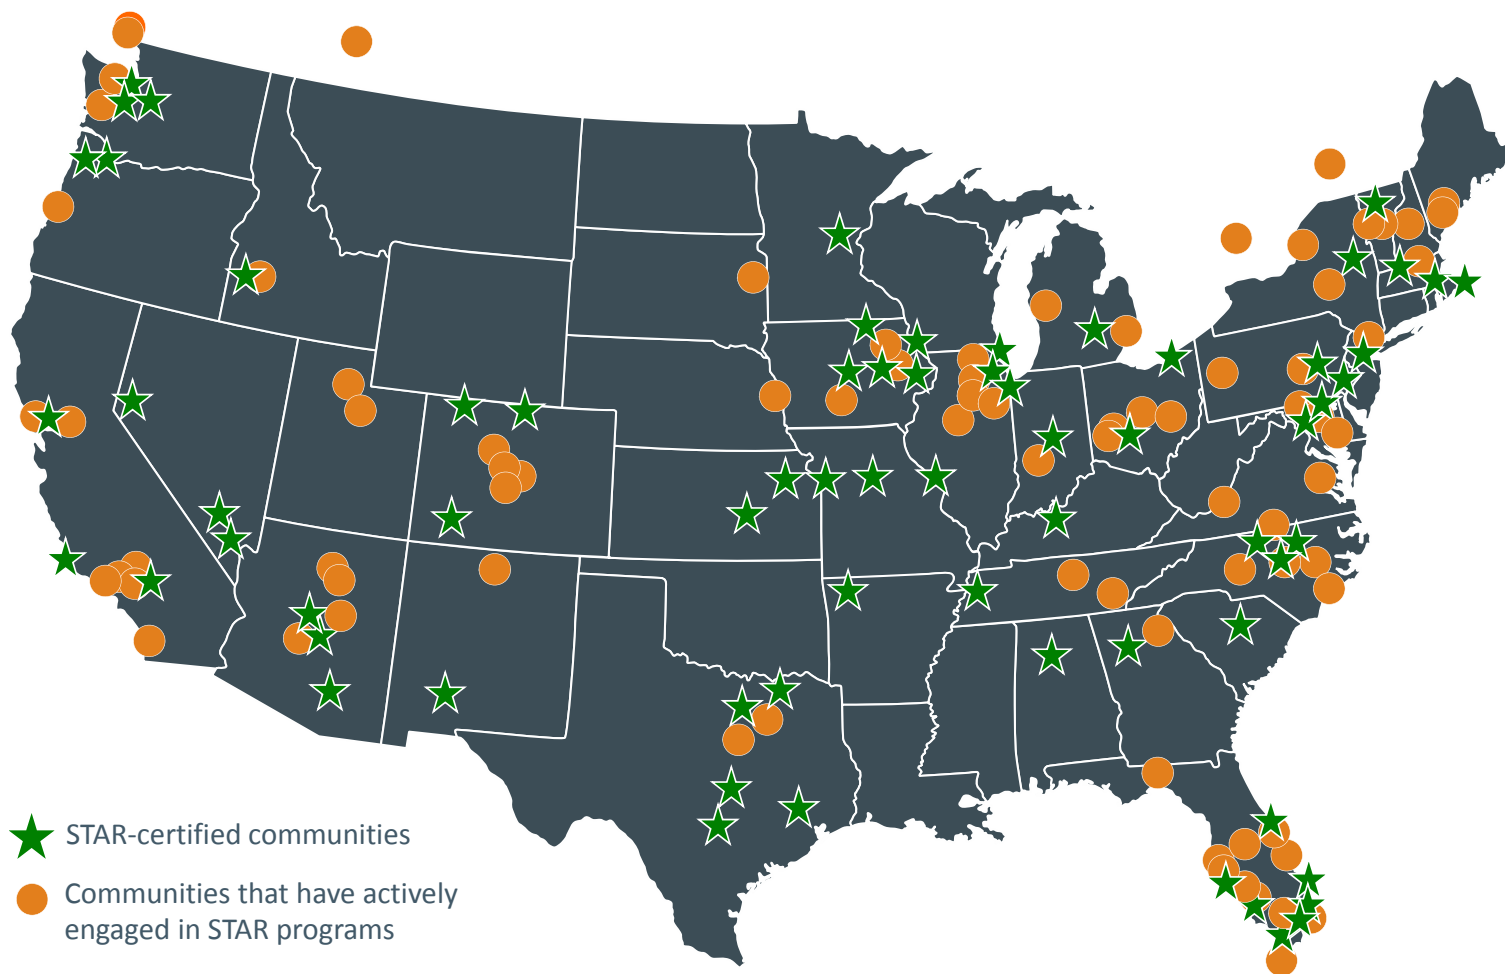 STAR-certified communities
Communities that have actively
engaged in STAR programs